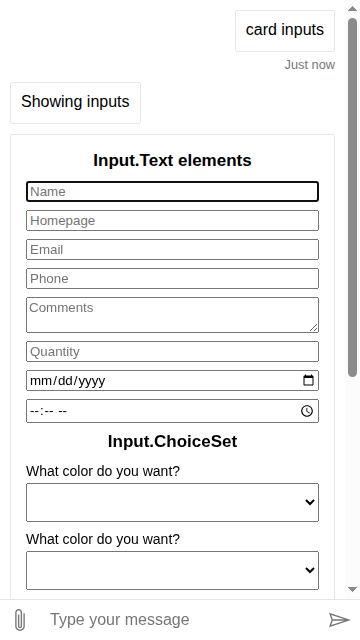 card inputs
Just now
Showing inputs
Input.Text elements
Name
Homepage
Email
Phone
Comments
Quantity
mm/dd/yyyy
--:-- --
Input.ChoiceSet
What color do you want?
What color do you want?
Type your message